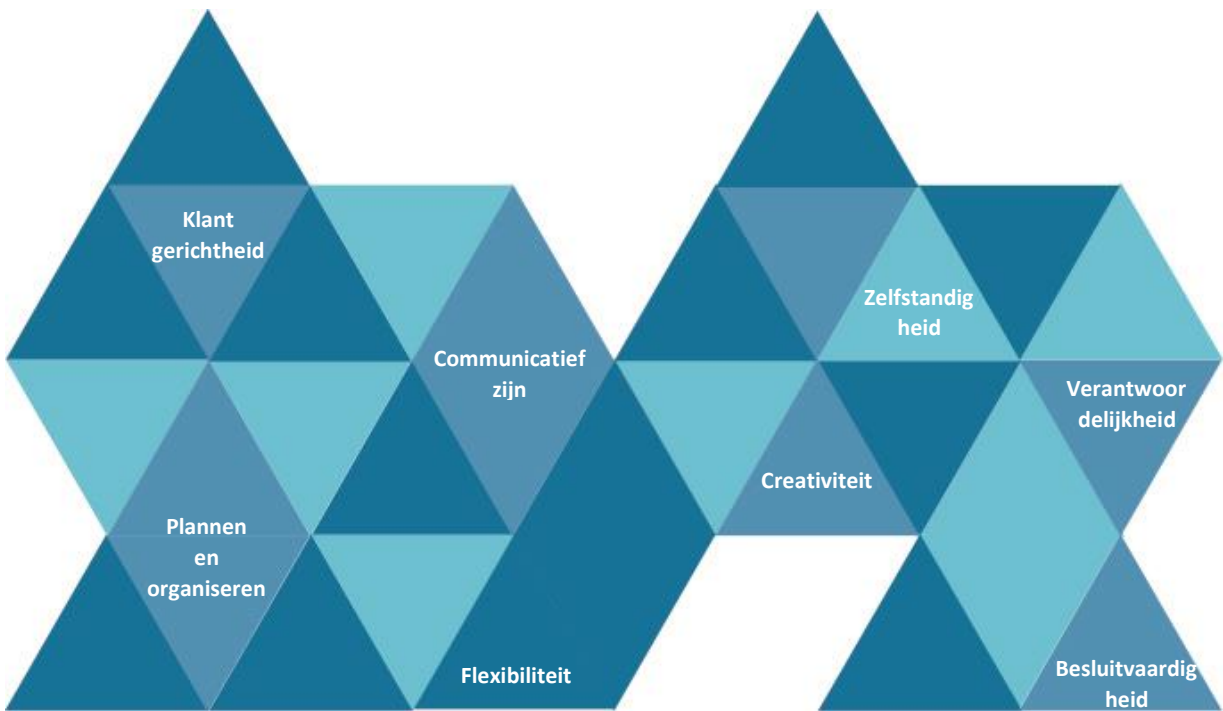 Klant
gerichtheid
Zelfstandig
heid
Communicatief
zijn
Verantwoor
delijkheid
Creativiteit
Plannen
en
organiseren
Flexibiliteit
Besluitvaardig
heid